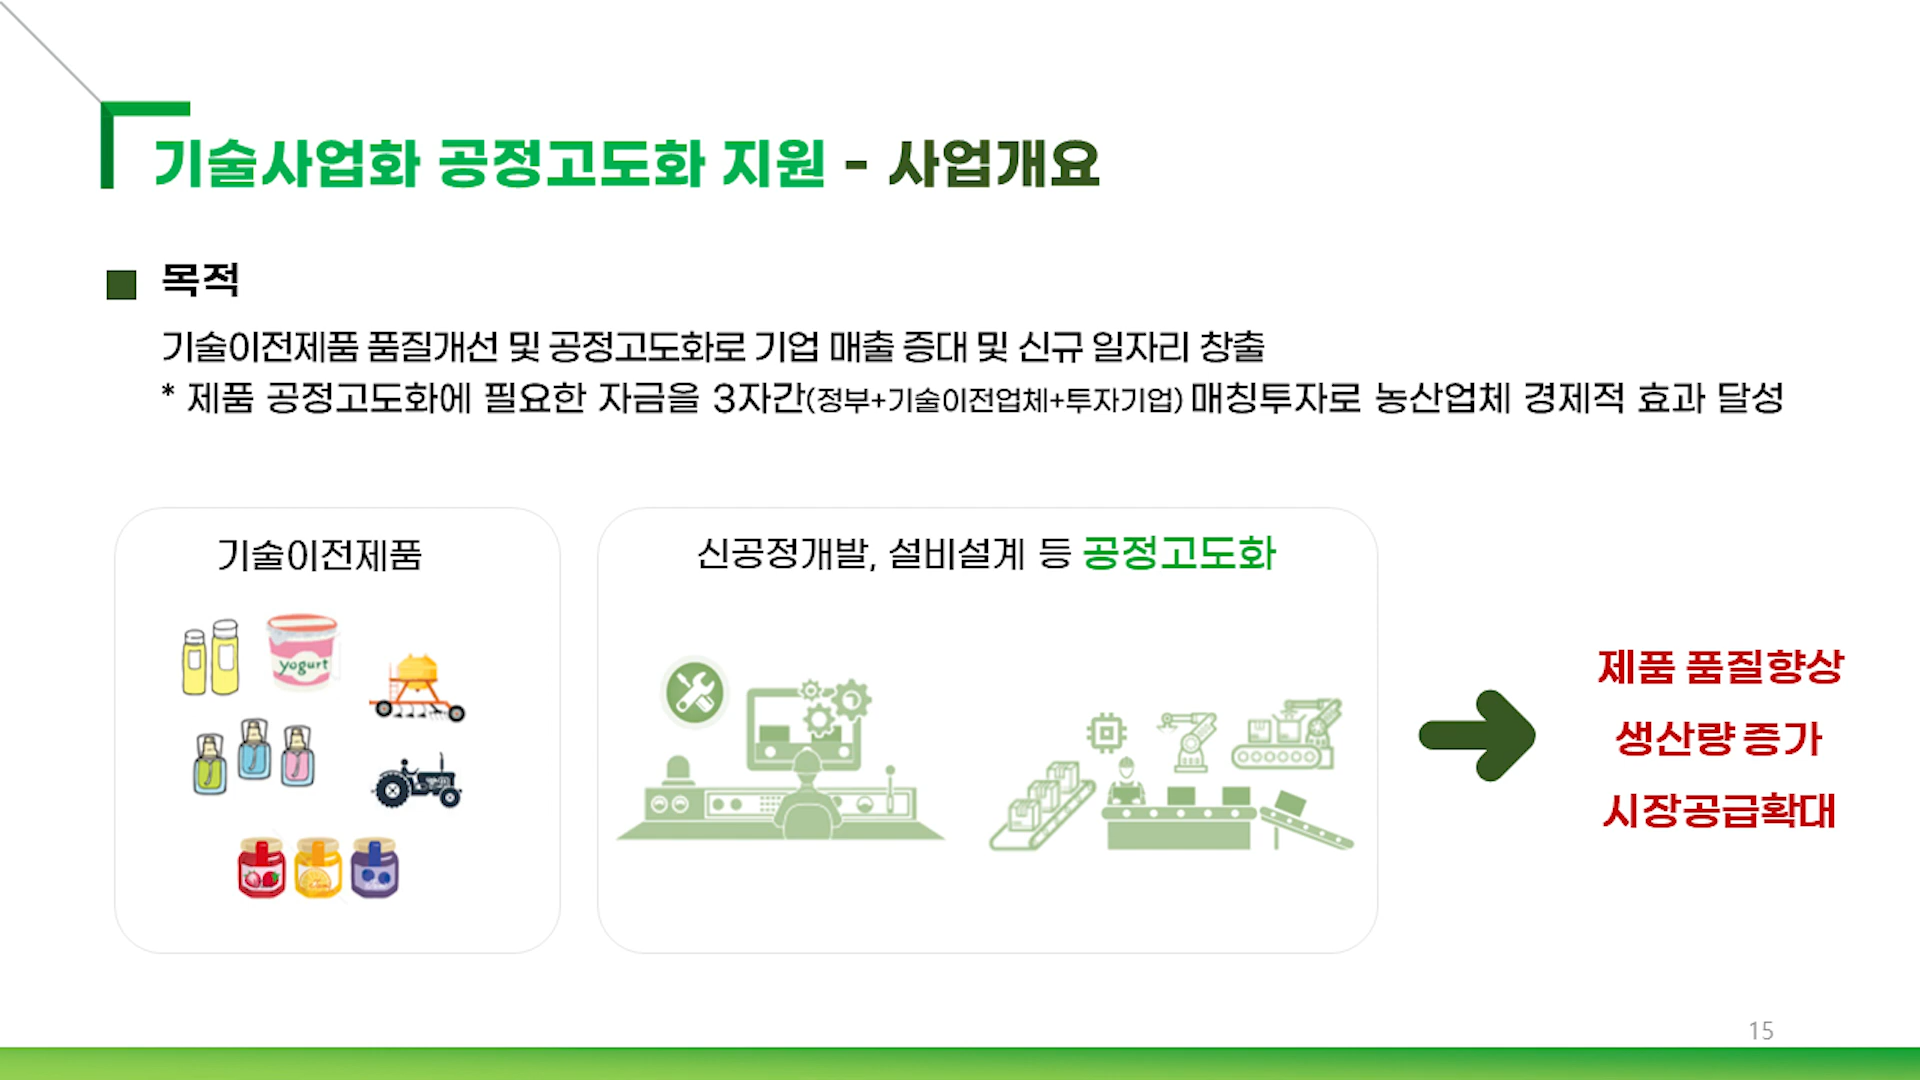 기술사업화 공정고도화 지원 - 사업개요
목적
기술이전제품 품질개선 및 공정고도화로 기업 매출 증대 및 신규 일자리 창출
* 제품 공정고도화에 필요한 자금을 3자간(정부+기술이전업체+투자기업) 매칭투자로 농산업체 경제적 효과 달성
기술이전제품
yogurt
신공정개발, 설비설계 등 공정고도화
제품 품질향상
생산량 증가
시장공급확대
15